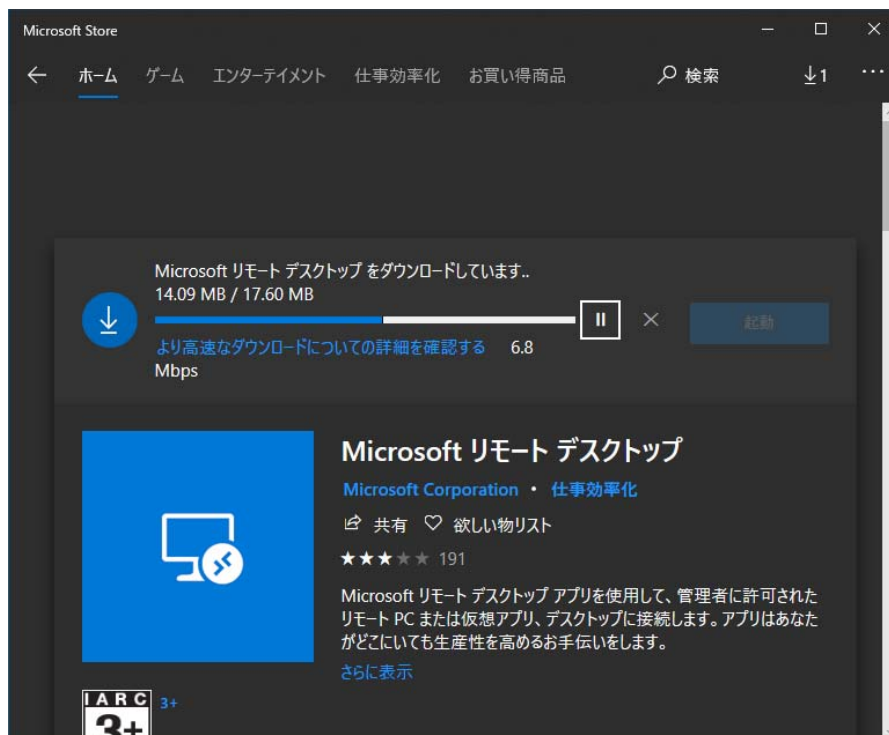 Microsoft Store
ホーム ゲーム エンターテイメント 仕事効率化 お買い得商品 検索 1
Microsoft リモート デスクトップ をダウンロードしています..
14.09 MB / 17.60 MB
起動
より高速なダウンロードについての詳細を確認する 6.8
Mbps
Microsoft リモート デスクトップ
Microsoft Corporation • 仕事効率化
共有 欲しい物リスト
191
Microsoft リモート デスクトップ アプリを使用して、管理者に許可された
リモート PC または仮想アプリ、デスクトップに接続します。アプリはあなた
がどこにいても生産性を高めるお手伝いをします。
さらに表示
IARC
3+
3+